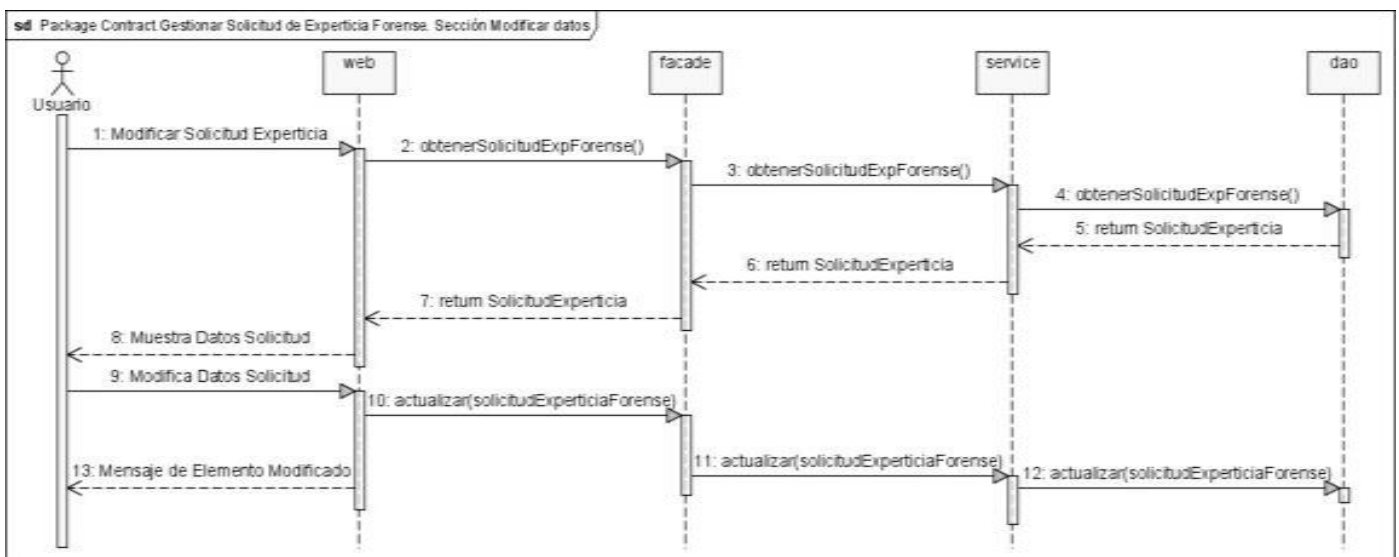 sd Package Contract Gestionar Solicitud de Experticia Forense. Sección Modificar datos
web
facade
service
dao
Usuario
1: Modificar Solicitud Experticia
2: obtenerSolicitudExpForense()
3: obtenerSolicitudExpForense()
4: obtenerSolicitudExpForense()
5: return SolicitudExperticia
6: return SolicitudExperticia
7: return SolicitudExperticia
8: Muestra Datos Solicitud
9: Modifica Datos Solicitud
10: actualizar(solicitudExperticiaForense)
11: actualizar(solicitudExperticiaForense)
12: actualizar(solicitudExperticiaForense)
13: Mensaje de Elemento Modificado